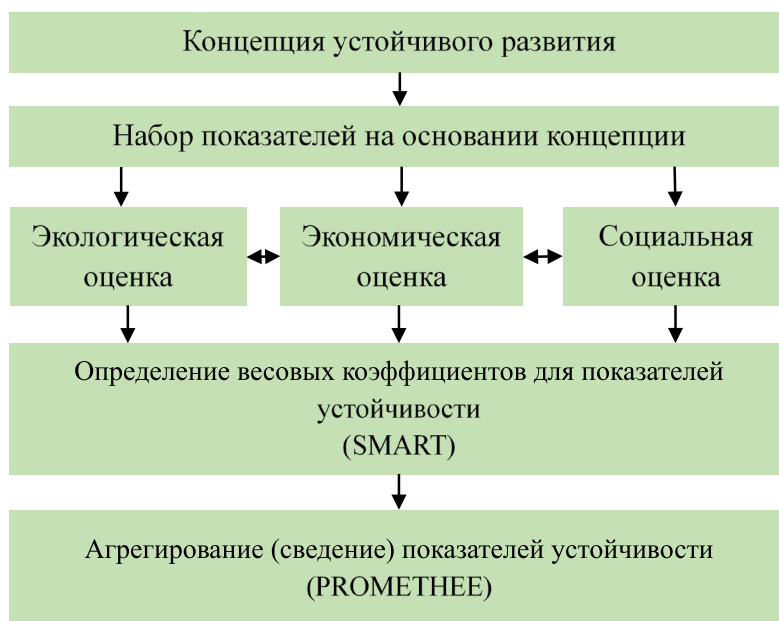 Концепция устойчивого развития
Набор показателей на основании концепции
Экологическая
оценка
Экономическая
оценка
Социальная
оценка
Определение весовых коэффициентов для показателей
устойчивости
(SMART)
Агрегирование (сведение) показателей устойчивости
(PROMETHEE)